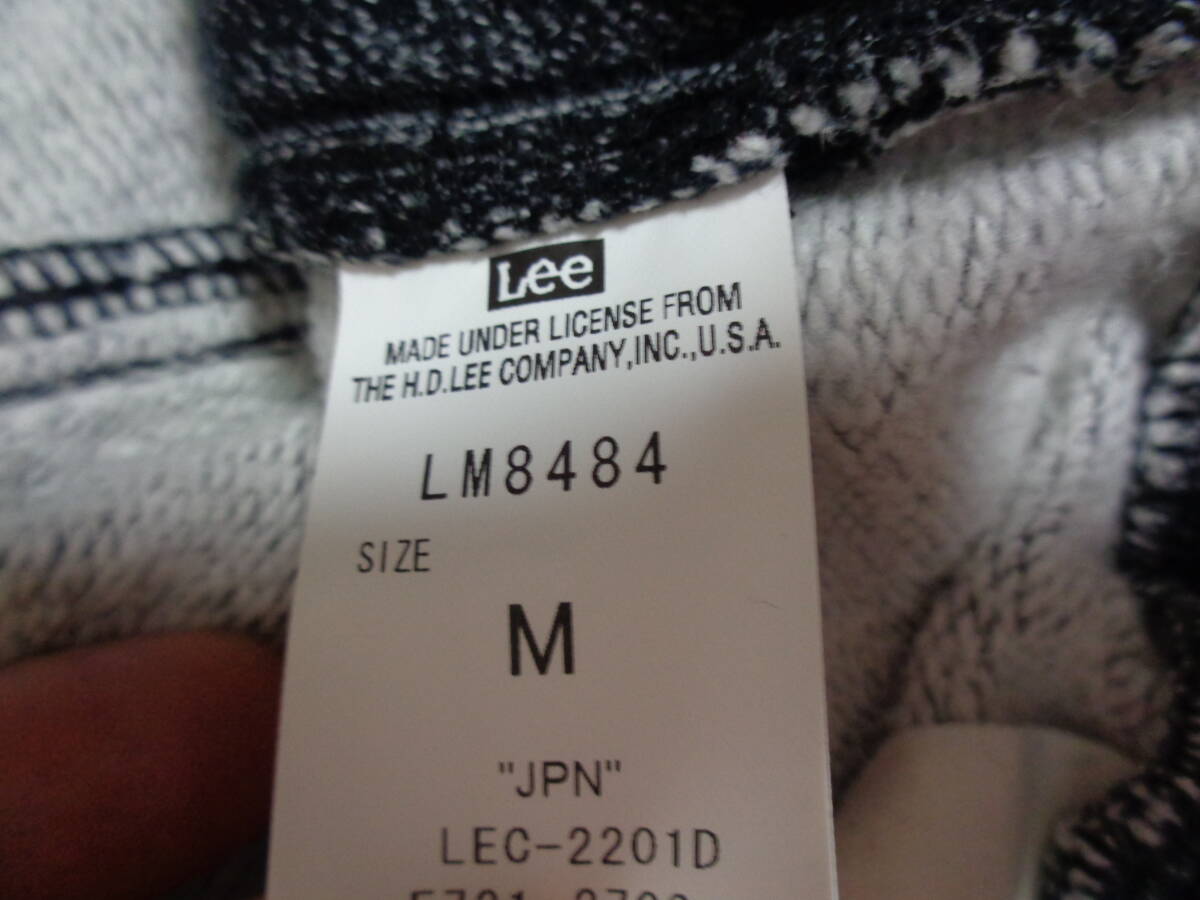 Lee
MADE UNDER LICENSE FROM
THE H.D.LEE COMPANY,INC.,U.S.A.
LM8484
SIZE
M
"JPN"
LEC-2201D